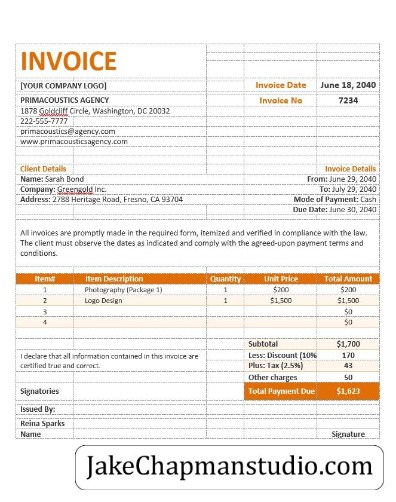 INVOICE
[YOUR COMPANY LOGO] Invoice Date June 18, 2040
PRIMACOUSTICS AGENCY Invoice No 7234
1878 Goldcliff Circle, Washington, DC 20032
222-555-7777
primacoustics@agency.com
www.primacousticsagency.com
Client Details Invoice Details
Name: Sarah Bond From: June 29, 2040
Company: Greengold Inc. To: July 29, 2040
Address: 2788 Heritage Road, Fresno, CA 93704 Mode of Payment: Cash
Due Date: June 30, 2040
All invoices are promptly made in the required form, itemized and verified in compliance with the law.
The client must observe the dates as indicated and comply with the agreed-upon payment terms and
conditions.
Item# Item Description Quantity Unit Price Total Amount
1 Photography (Package 1) 1 $200 $200
2 Logo Design 1 $1,500 $1,500
3 $0
4 $0
Subtotal $1,700
I declare that all information contained in this invoice are Less: Discount (10% 170
certified true and correct. Plus: Tax (2.5%) 43
Other charges 50
Signatories Total Payment Due $1,623
Issued By:
Reina Sparks
Name Signature
JakeChapmanstudio.com